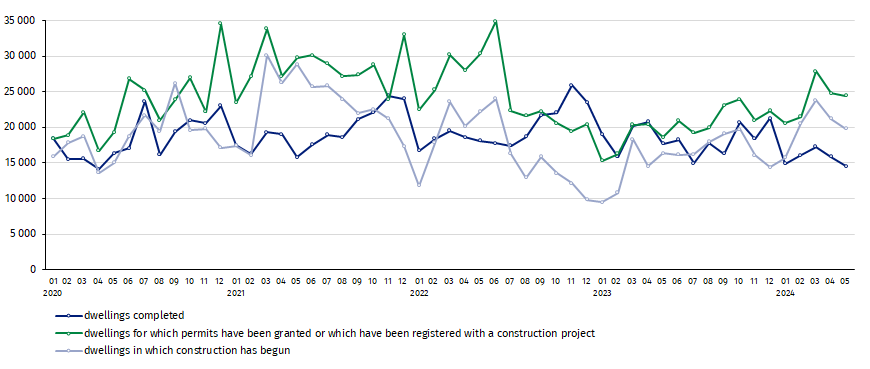 35 000
30 000
25 000
20 000
15 000
10 000
5 000
0
01 02 03 04 05 06 07 08 09 10 11 12 01 02 03 04 05 06 07 08 09 10 11 12 01 02 03 04 05 06 07 08 09 10 11 12 01 02 03 04 05 06 07 08 09 10 11 12 01 02 03 04 05
2020 2021 2022 2023 2024
dwellings completed
dwellings for which permits have been granted or which have been registered with a construction project
dwellings in which construction has begun